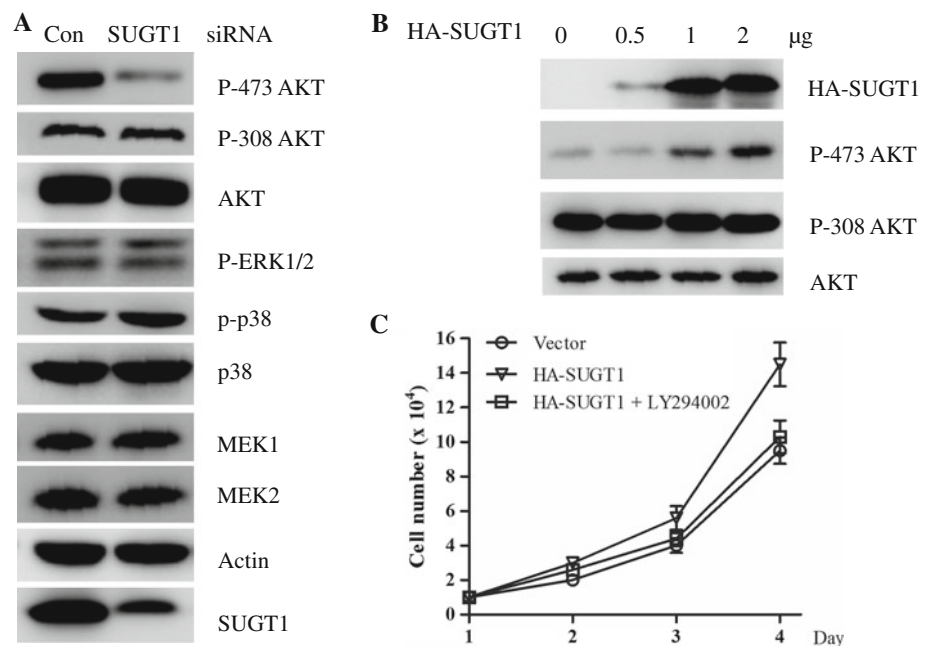 A
Con SUGT1 siRNA
P-473 AKT
P-308 AKT
AKT
P-ERK1/2
p-p38
p38
MEK1
MEK2
Actin
SUGT1
B
HA-SUGT1 0 0.5 1 2 μg
HA-SUGT1
P-473 AKT
P-308 AKT
AKT
C
Cell number (x 10⁴)
16
14
12
10
8
6
4
2
0
Vector
HA-SUGT1
HA-SUGT1 + LY294002
1 2 3 4 Day